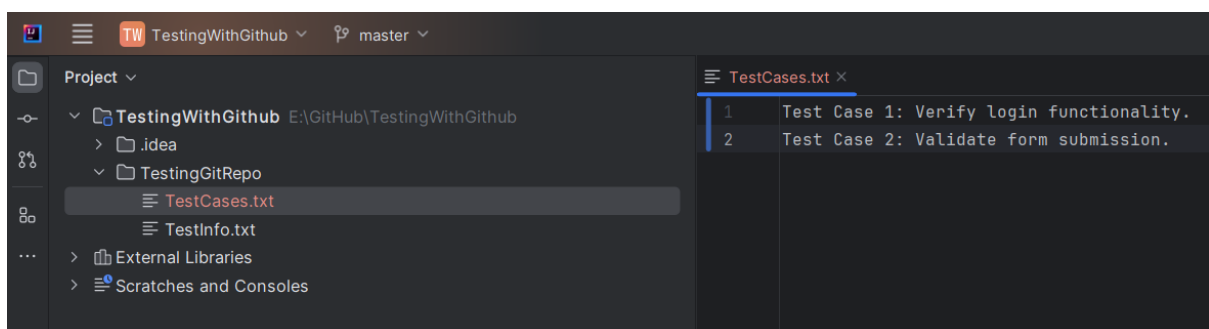 TW TestingWithGithub master
Project
TestingWithGithub E:\GitHub\TestingWithGithub
.idea
TestingGitRepo
TestCases.txt
TestInfo.txt
External Libraries
Scratches and Consoles
TestCases.txt
1 Test Case 1: Verify login functionality.
2 Test Case 2: Validate form submission.